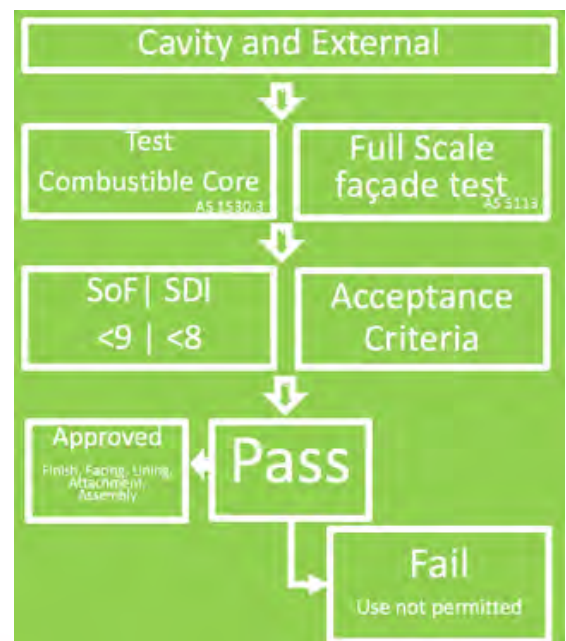 Cavity and External
Test
Combustible Core
AS 1530.3
Full Scale
façade test
AS 5113
SoF | SDI
<9 | <8
Acceptance
Criteria
Approved
Finish, Facing, Lining,
Attachment,
Assembly
Pass
Fail
Use not permitted